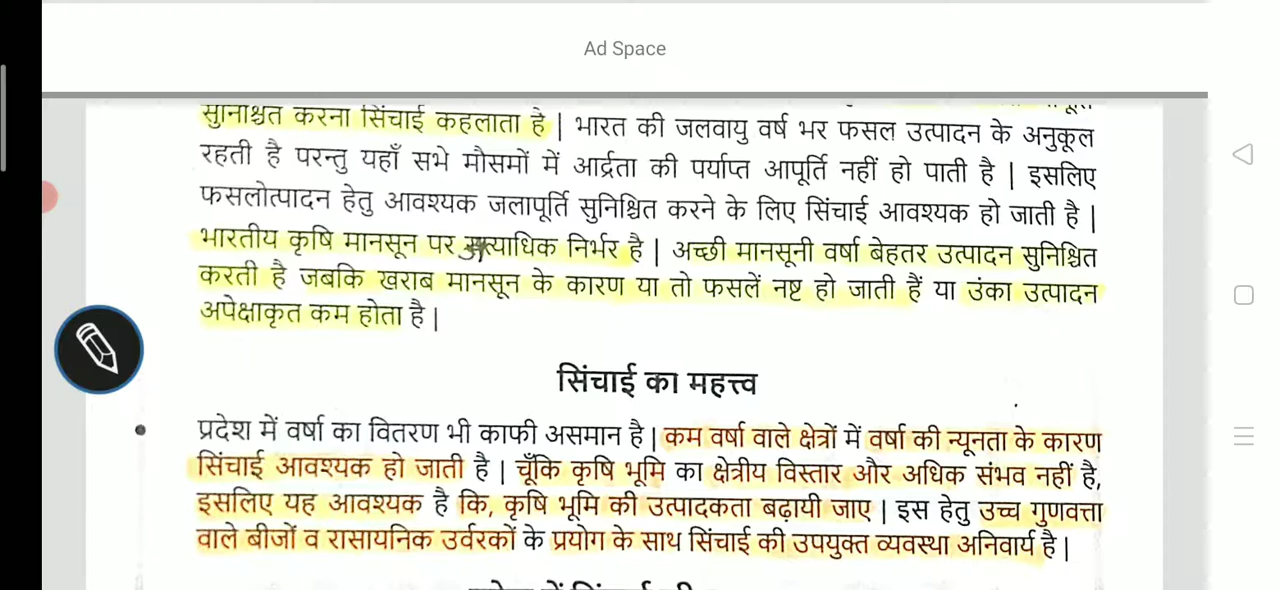 Ad Space
सुनिश्चित करना सिंचाई कहलाता है | भारत की जलवायु वर्ष भर फसल उत्पादन के अनुकूल
रहती है परन्तु यहाँ सभे मौसमों में आर्द्रता की पर्याप्त आपूर्ति नहीं हो पाती है | इसलिए
फसलोत्पादन हेतु आवश्यक जलापूर्ति सुनिश्चित करने के लिए सिंचाई आवश्यक हो जाती है |
भारतीय कृषि मानसून पर अत्याधिक निर्भर है | अच्छी मानसूनी वर्षा बेहतर उत्पादन सुनिश्चित
करती है जबकि खराब मानसून के कारण या तो फसलें नष्ट हो जाती हैं या उंका उत्पादन
अपेक्षाकृत कम होता है |
सिंचाई का महत्त्व
प्रदेश में वर्षा का वितरण भी काफी असमान है | कम वर्षा वाले क्षेत्रों में वर्षा की न्यूनता के कारण
सिंचाई आवश्यक हो जाती है | चूँकि कृषि भूमि का क्षेत्रीय विस्तार और अधिक संभव नहीं है,
इसलिए यह आवश्यक है कि, कृषि भूमि की उत्पादकता बढ़ायी जाए | इस हेतु उच्च गुणवत्ता
वाले बीजों व रासायनिक उर्वरकों के प्रयोग के साथ सिंचाई की उपयुक्त व्यवस्था अनिवार्य है |